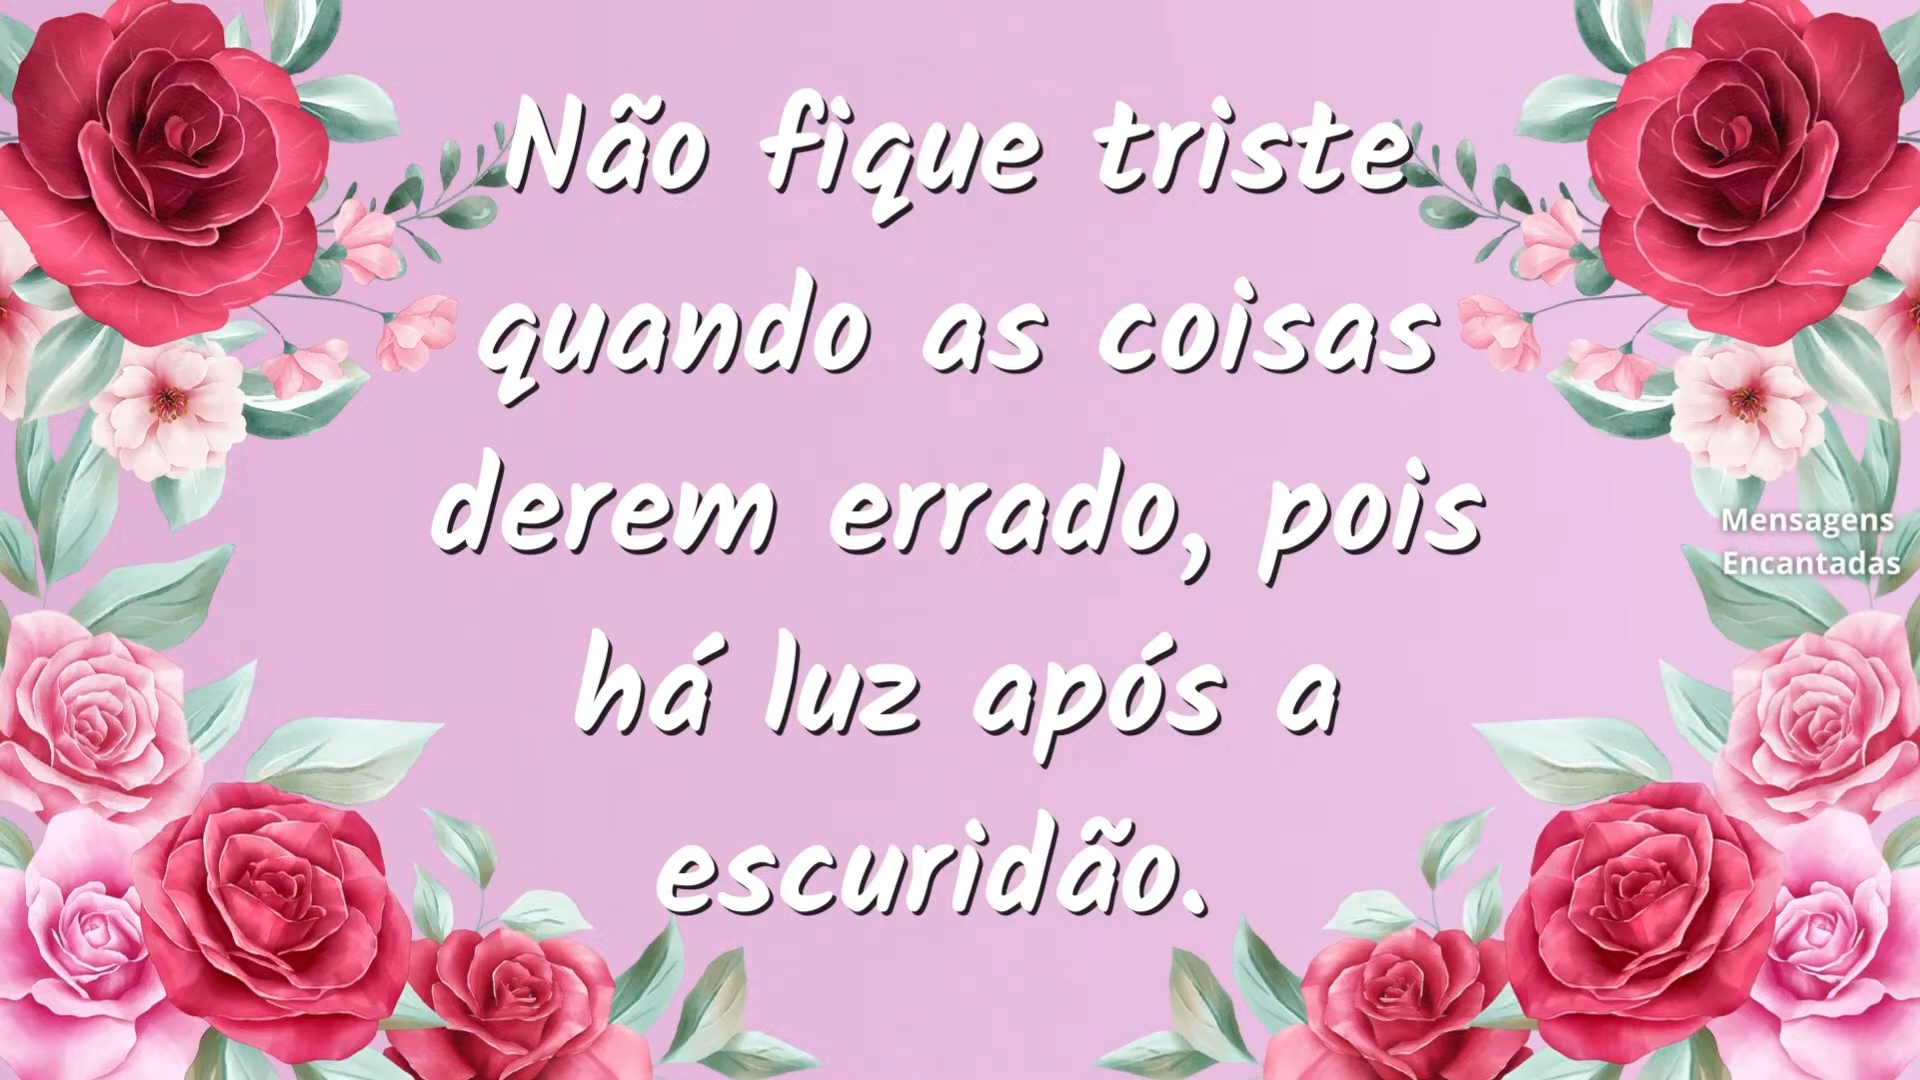 Não fique triste
quando as coisas
derem errado, pois
há luz após a
escuridão.
Mensagens
Encantadas